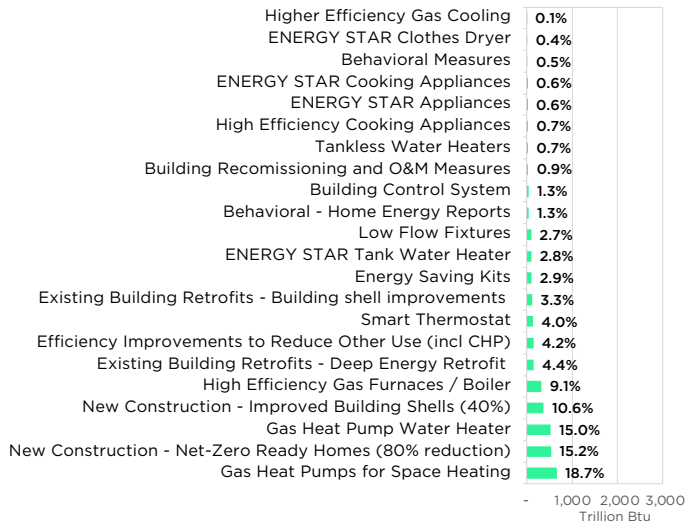 Higher Efficiency Gas Cooling 0.1%
ENERGY STAR Clothes Dryer 0.4%
Behavioral Measures 0.5%
ENERGY STAR Cooking Appliances 0.6%
ENERGY STAR Appliances 0.6%
High Efficiency Cooking Appliances 0.7%
Tankless Water Heaters 0.7%
Building Recomissioning and O&M Measures 0.9%
Building Control System 1.3%
Behavioral - Home Energy Reports 1.3%
Low Flow Fixtures 2.7%
ENERGY STAR Tank Water Heater 2.8%
Energy Saving Kits 2.9%
Existing Building Retrofits - Building shell improvements 3.3%
Smart Thermostat 4.0%
Efficiency Improvements to Reduce Other Use (incl CHP) 4.2%
Existing Building Retrofits - Deep Energy Retrofit 4.4%
High Efficiency Gas Furnaces / Boiler 9.1%
New Construction - Improved Building Shells (40%) 10.6%
Gas Heat Pump Water Heater 15.0%
New Construction - Net-Zero Ready Homes (80% reduction) 15.2%
Gas Heat Pumps for Space Heating 18.7%
- 1,000 2,000 3,000
Trillion Btu